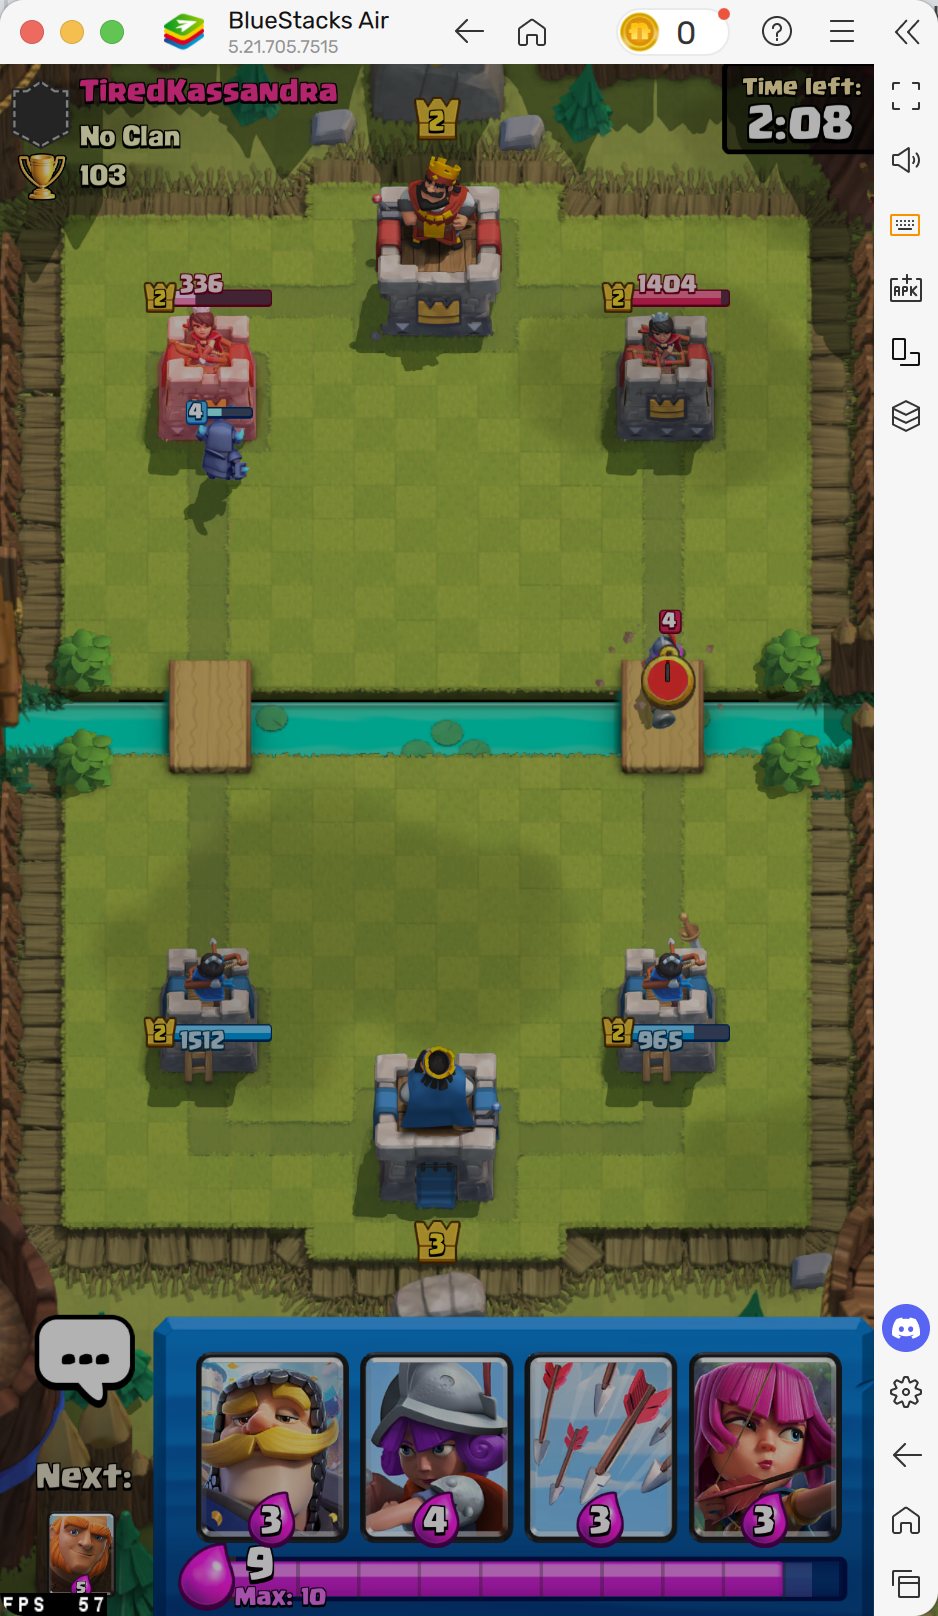 BlueStacks Air
5.21.705.7515
0
TiredKassandra
No Clan
103
2
Time left:
2:08
2
336
2
1404
4
4
2
1512
2
965
3
...
3
4
3
3
Next:
5
9
Max: 10
FPS 57
APK